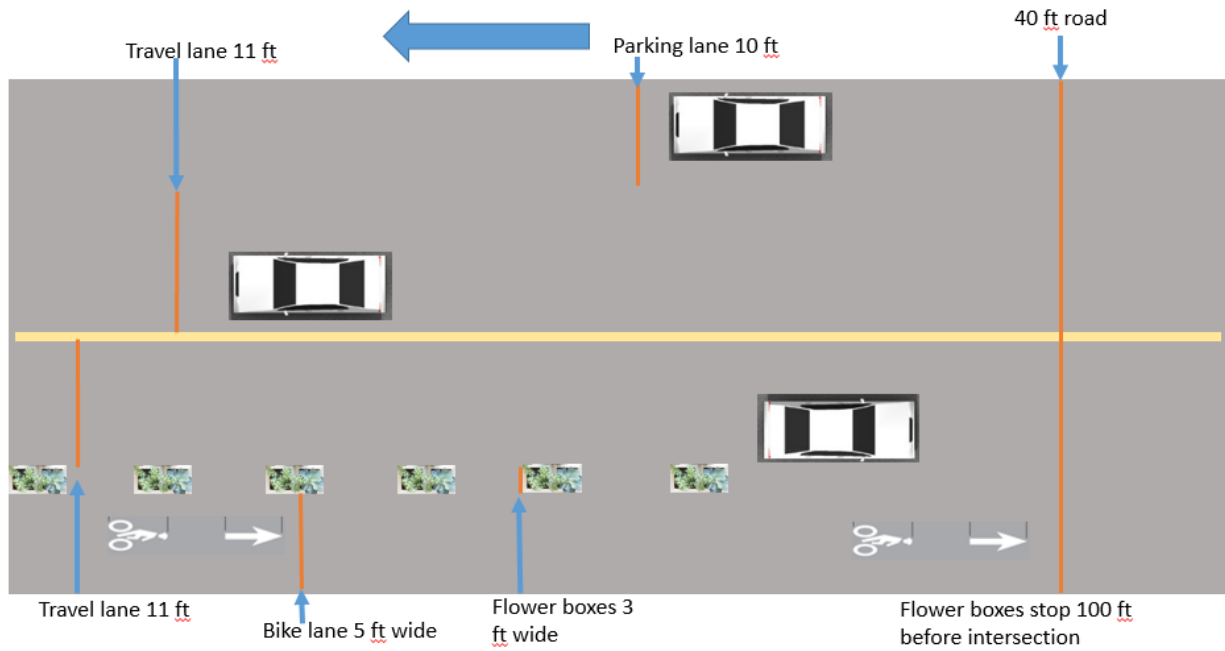 40 ft road
Travel lane 11 ft
Parking lane 10 ft
Travel lane 11 ft
Bike lane 5 ft wide
Flower boxes 3
ft wide
Flower boxes stop 100 ft
before intersection